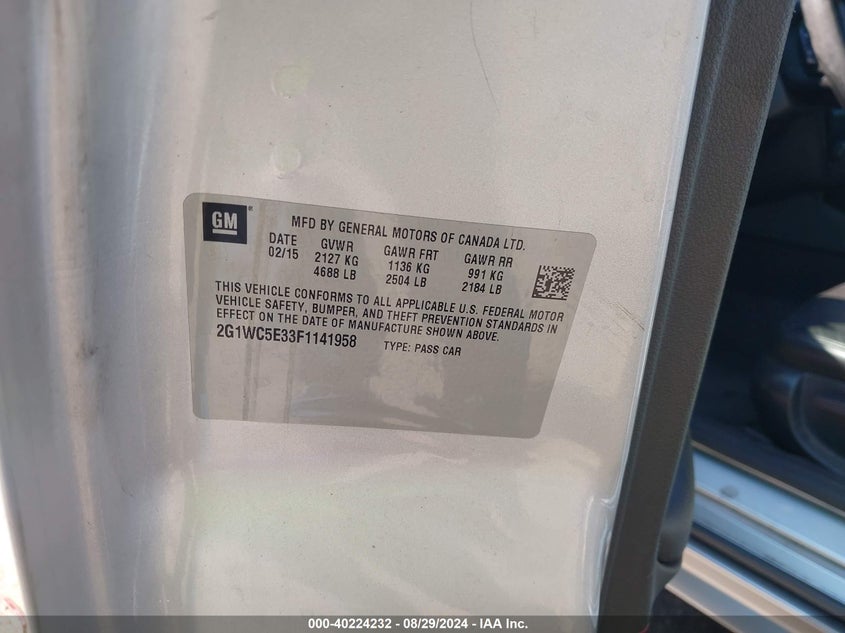 GM
MFD BY GENERAL MOTORS OF CANADA LTD.
DATE GVWR GAWR FRT GAWR RR
02/15 2127 KG 1136 KG 991 KG
4688 LB 2504 LB 2184 LB
THIS VEHICLE CONFORMS TO ALL APPLICABLE U.S. FEDERAL MOTOR
VEHICLE SAFETY, BUMPER, AND THEFT PREVENTION STANDARDS IN
EFFECT ON THE DATE OF MANUFACTURE SHOWN ABOVE.
2G1WC5E33F1141958 TYPE: PASS CAR
000-40224232 - 08/29/2024 - IAA Inc.